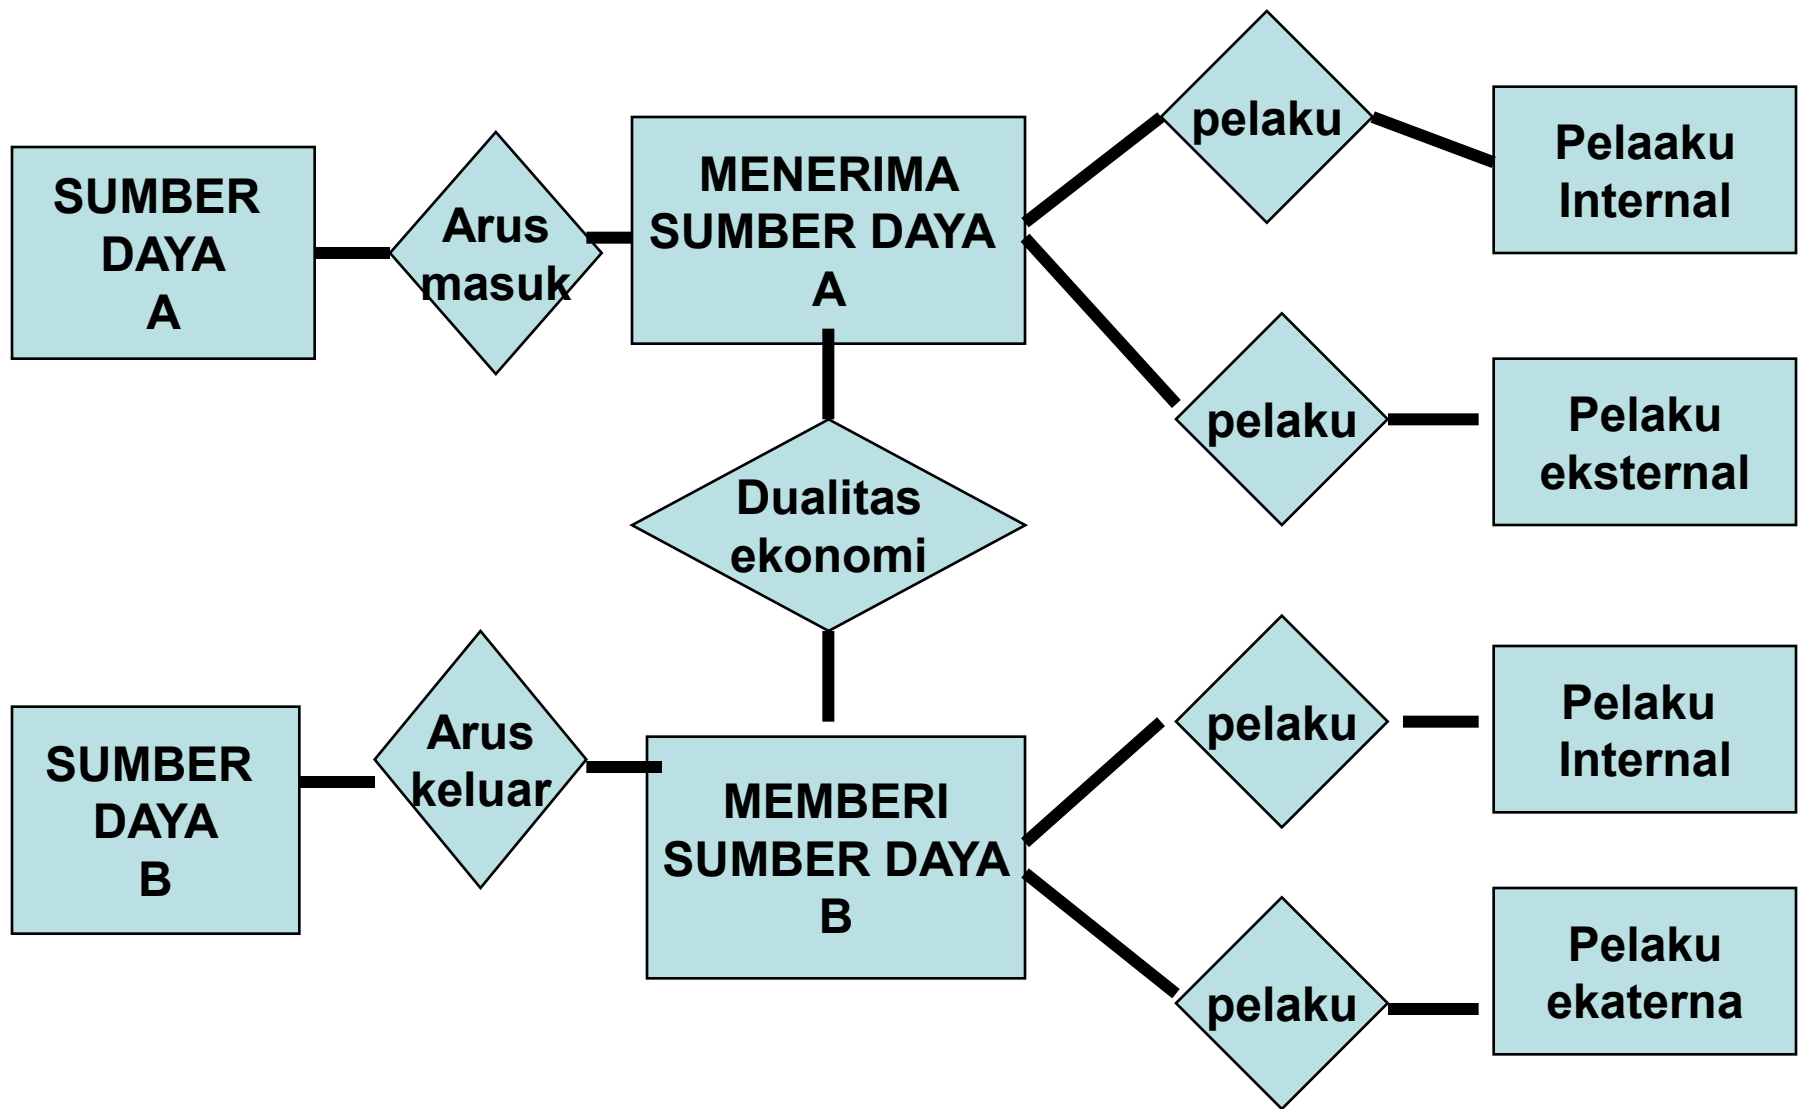 SUMBER
DAYA
A
Arus
masuk
MENERIMA
SUMBER DAYA
A
pelaku
Pelaaku
Internal
pelaku
Pelaku
eksternal
Dualitas
ekonomi
SUMBER
DAYA
B
Arus
keluar
MEMBERI
SUMBER DAYA
B
pelaku
Pelaku
Internal
pelaku
Pelaku
ekaterna